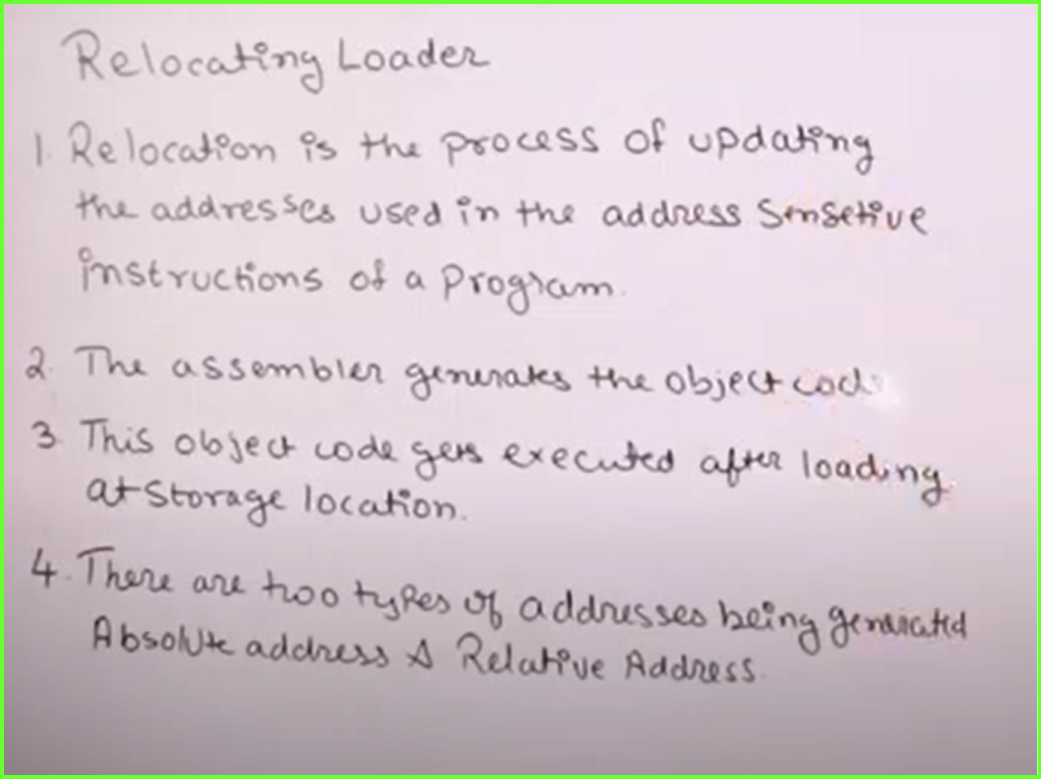 Relocating Loader
1. Relocation is the process of updating
the addresses used in the address Sensetive
instructions of a program.
2. The assembler generates the object code
3. This object code gets executed after loading
at storage location.
4. There are two types of addresses being generated
Absolute address & Relative Address.